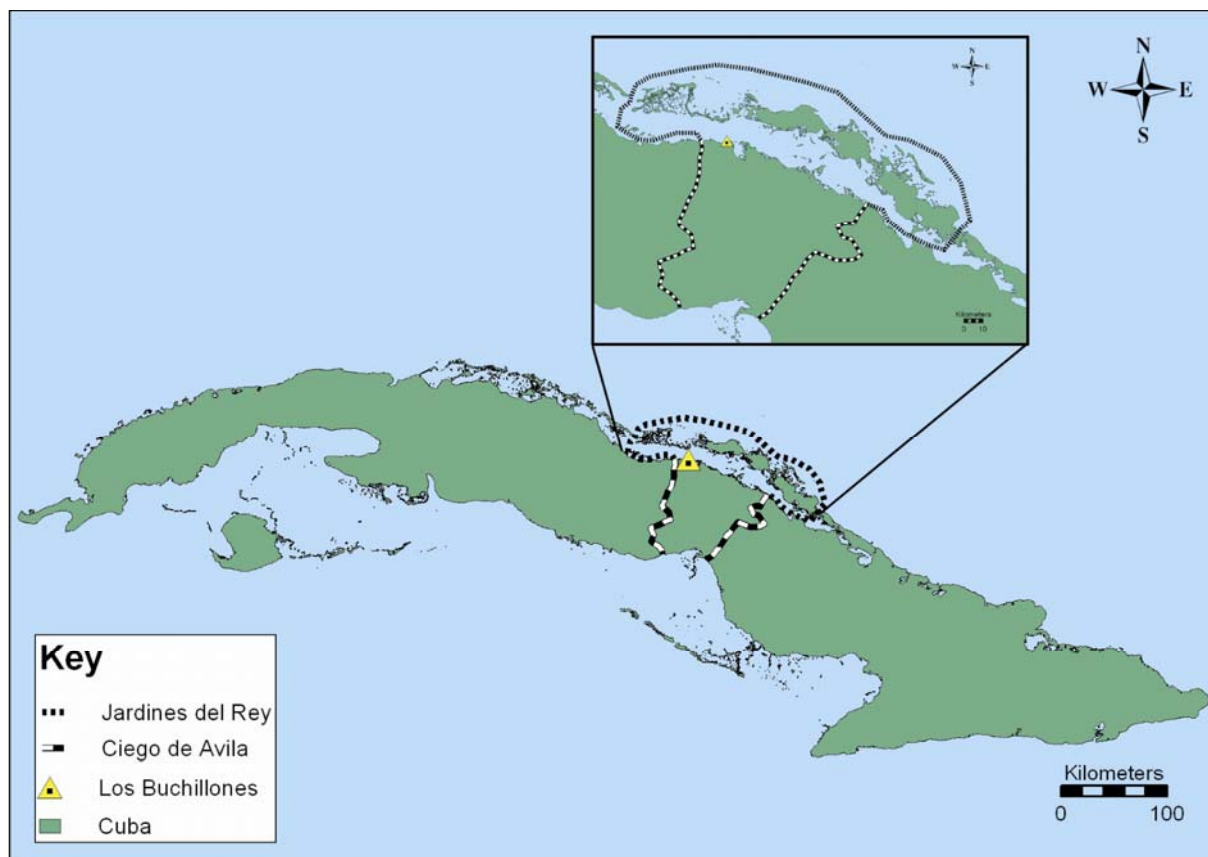 N
W E
S
N
W E
S
Kilometers
0 10
Key
Jardines del Rey
Ciego de Avila
Los Buchillones
Cuba
Kilometers
0 100